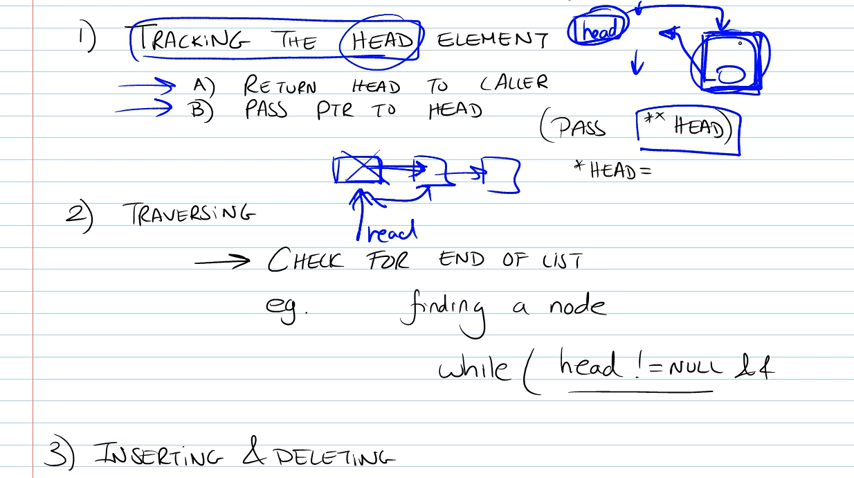 1) TRACKING THE HEAD ELEMENT
head
A) RETURN HEAD TO CALLER
B) PASS PTR TO HEAD
(PASS ** HEAD)
*HEAD=
head
2) TRAVERSING
→ CHECK FOR END OF LIST
eg. finding a node
while ( head != NULL &&
3) INSERTING & DELETING